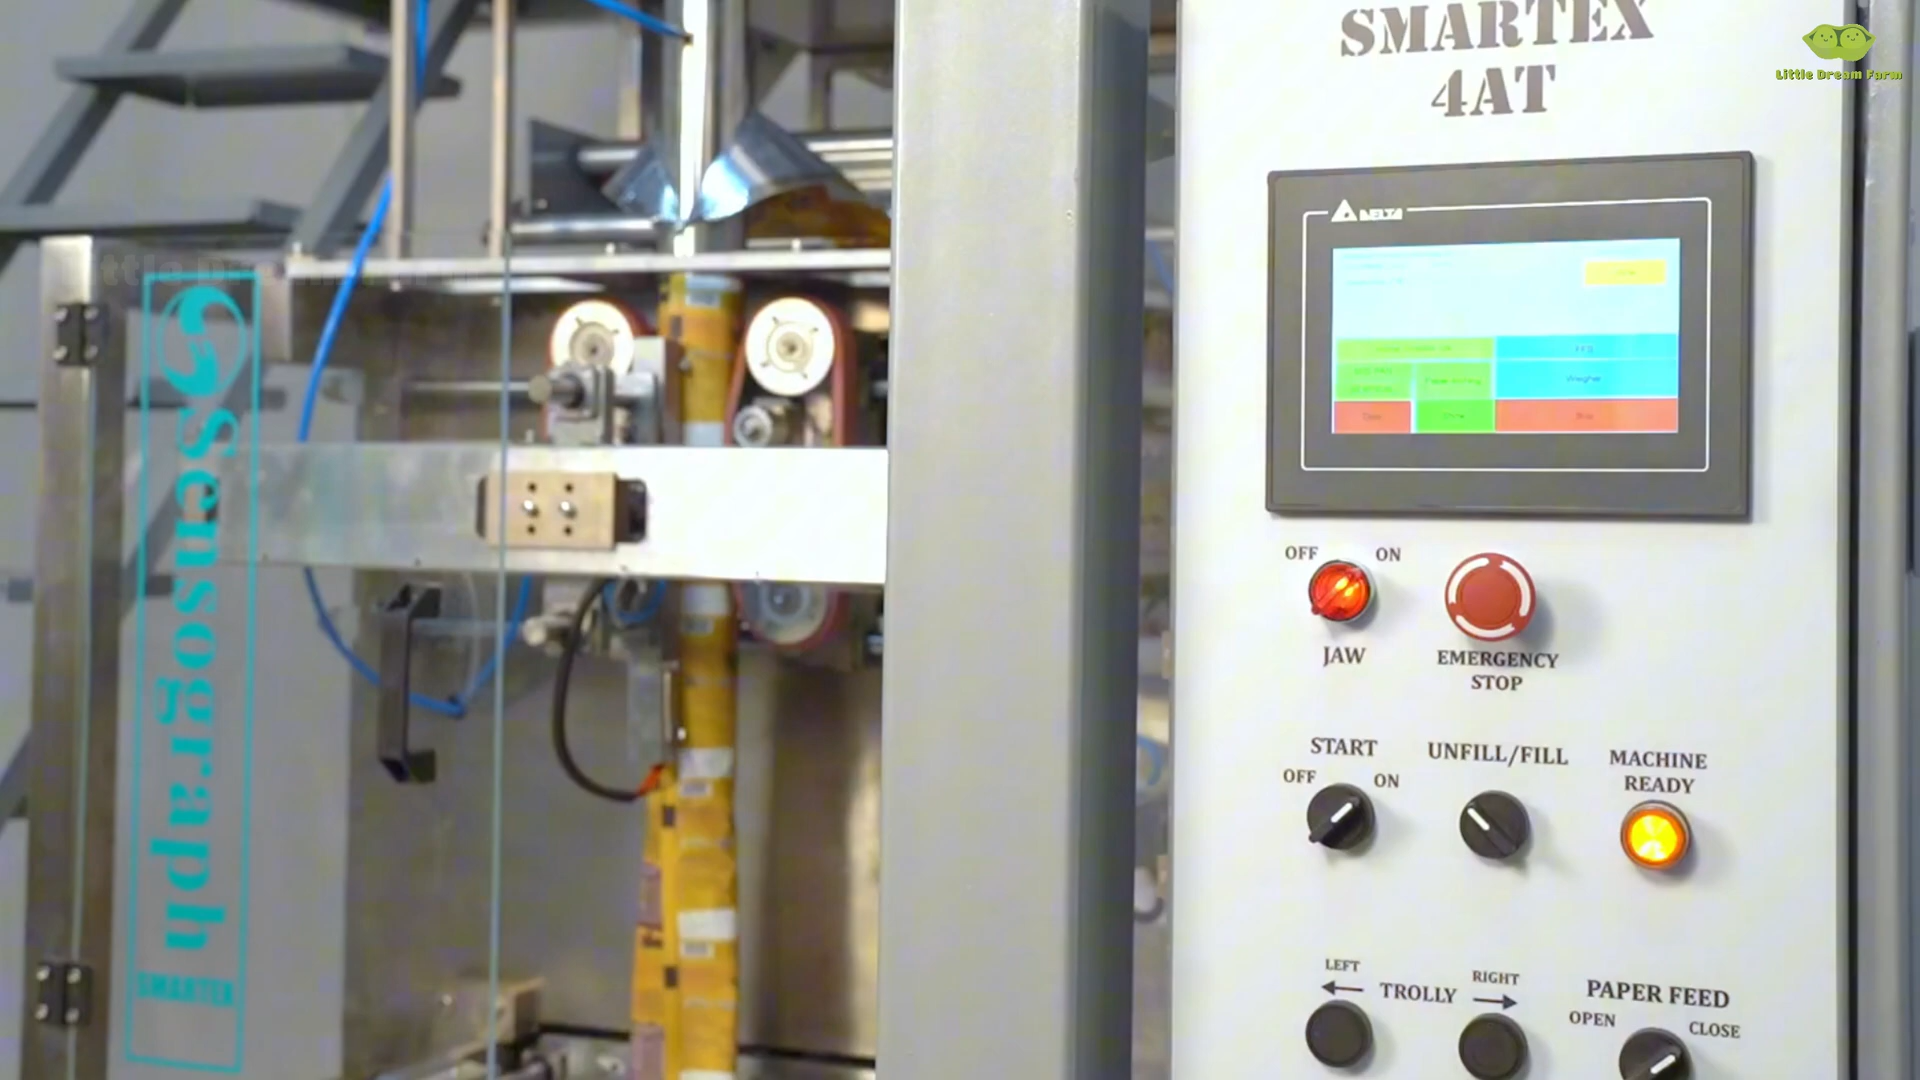 SMARTEX
4AT
Little Dream Farm
DELTA
Sensograph
SMARTEX
Weigher
OFF ON
JAW
EMERGENCY
STOP
START
OFF ON
UNFILL/FILL
MACHINE
READY
LEFT
TROLLY
RIGHT
PAPER FEED
OPEN CLOSE